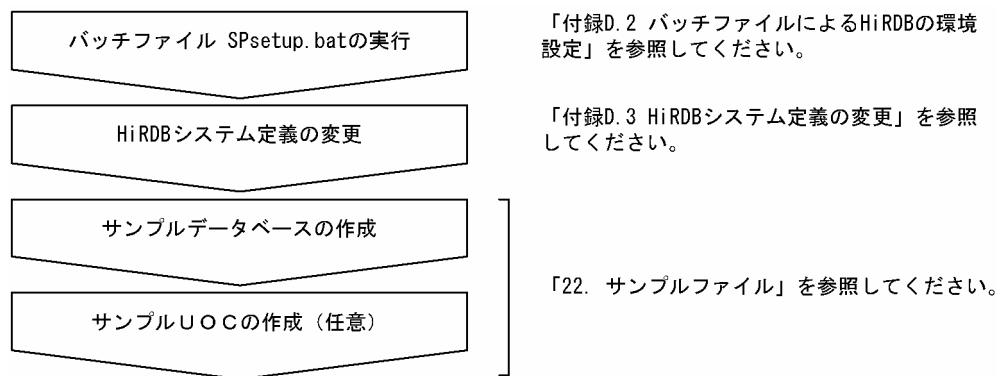 バッチファイル SPsetup.batの実行
「付録D.2 バッチファイルによるHiRDBの環境
設定」を参照してください。
HiRDBシステム定義の変更
「付録D.3 HiRDBシステム定義の変更」を参照
してください。
サンプルデータベースの作成
サンプルＵＯＣの作成（任意）
「22. サンプルファイル」を参照してください。